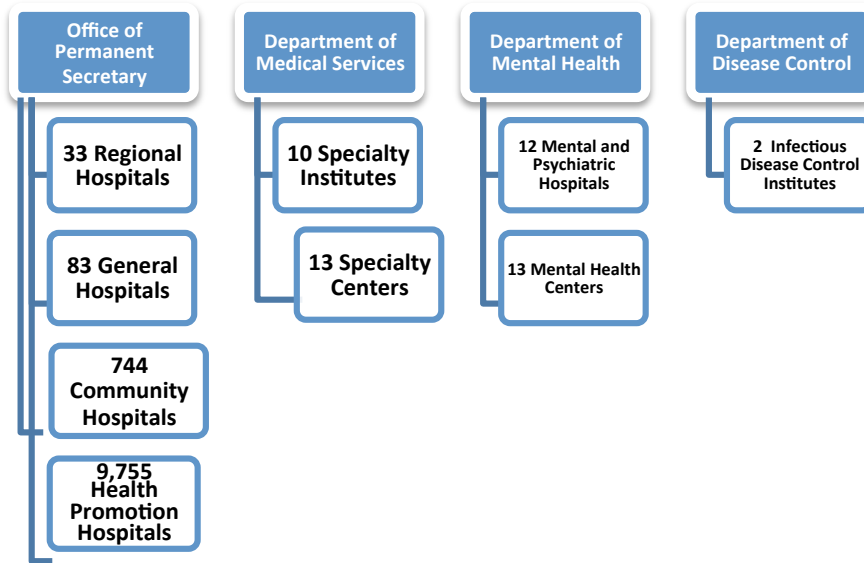 Office of
Permanent
Secretary
33 Regional
Hospitals
83 General
Hospitals
744
Community
Hospitals
9,755
Health
Promotion
Hospitals
Department of
Medical Services
10 Specialty
Institutes
13 Specialty
Centers
Department of
Mental Health
12 Mental and
Psychiatric
Hospitals
13 Mental Health
Centers
Department of
Disease Control
2 Infectious
Disease Control
Institutes